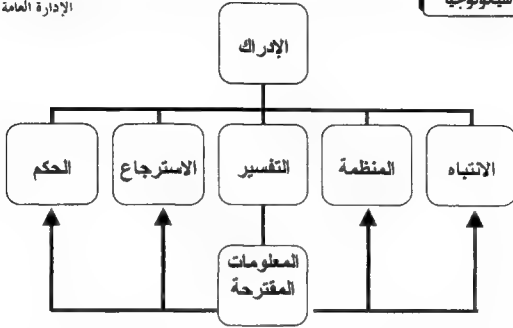 الإدارة العامة
الإدراك
الانتباه
المنظمة
التفسير
الاسترجاع
الحكم
المعلومات
المقترحة